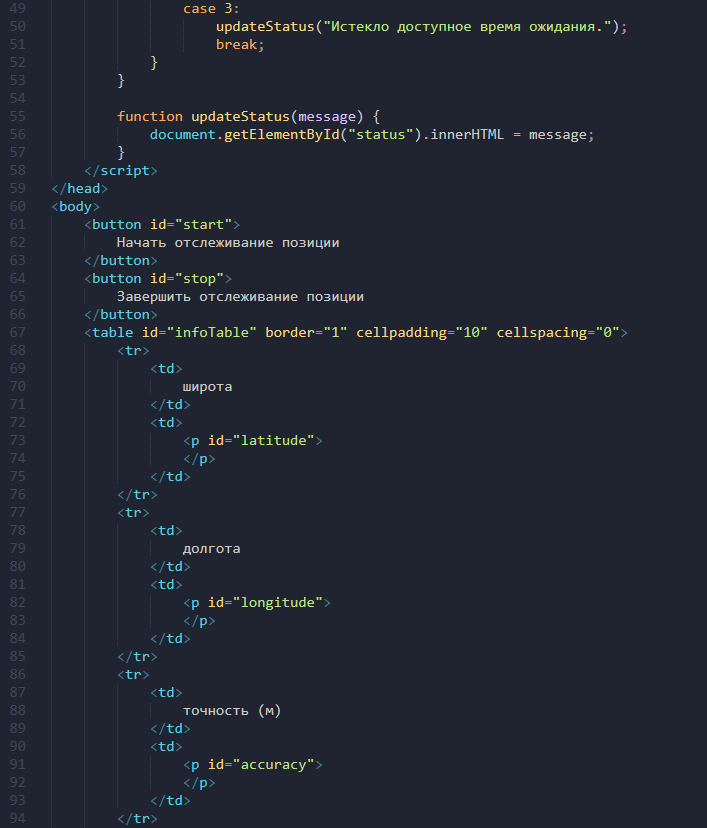 49 case 3:
50 updateStatus("Истекло доступное время ожидания.");
51 break;
52 }
53 }
54
55 function updateStatus(message) {
56 document.getElementById("status").innerHTML = message;
57 }
58 </script>
59 </head>
60 <body>
61 <button id="start">
62 Начать отслеживание позиции
63 </button>
64 <button id="stop">
65 Завершить отслеживание позиции
66 </button>
67 <table id="infoTable" border="1" cellpadding="10" cellspacing="0">
68 <tr>
69 <td>
70 широта
71 </td>
72 <td>
73 <p id="latitude">
74 </p>
75 </td>
76 </tr>
77 <tr>
78 <td>
79 долгота
80 </td>
81 <td>
82 <p id="longitude">
83 </p>
84 </td>
85 </tr>
86 <tr>
87 <td>
88 точность (м)
89 </td>
90 <td>
91 <p id="accuracy">
92 </p>
93 </td>
94 </tr>